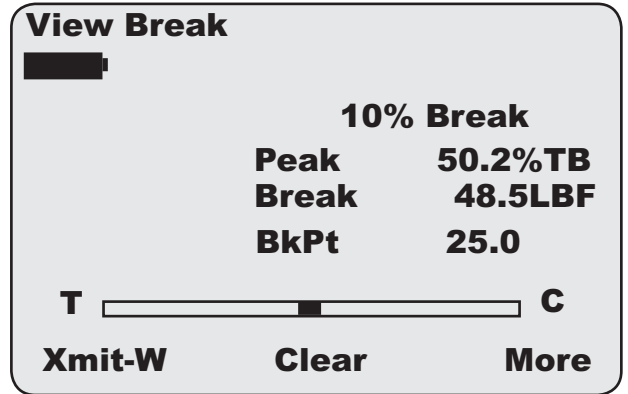 View Break
10% Break
Peak 50.2%TB
Break 48.5LBF
BkPt 25.0
T C
Xmit-W Clear More